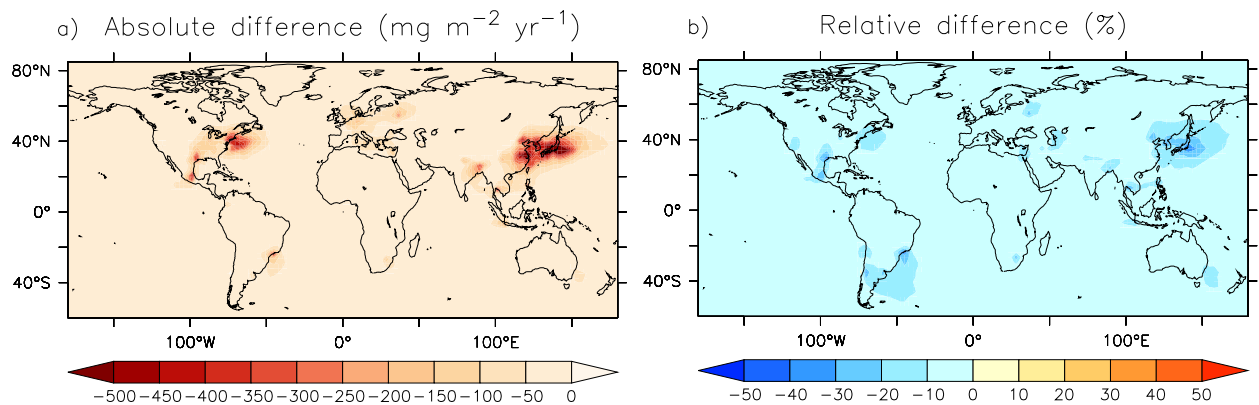 a) Absolute difference (mg m−2 yr−1)
80°N
40°N
0°
40°S
100°W 0° 100°E
−500 −450 −400 −350 −300 −250 −200 −150 −100 −50 0
b) Relative difference (%)
80°N
40°N
0°
40°S
100°W 0° 100°E
−50 −40 −30 −20 −10 0 10 20 30 40 50